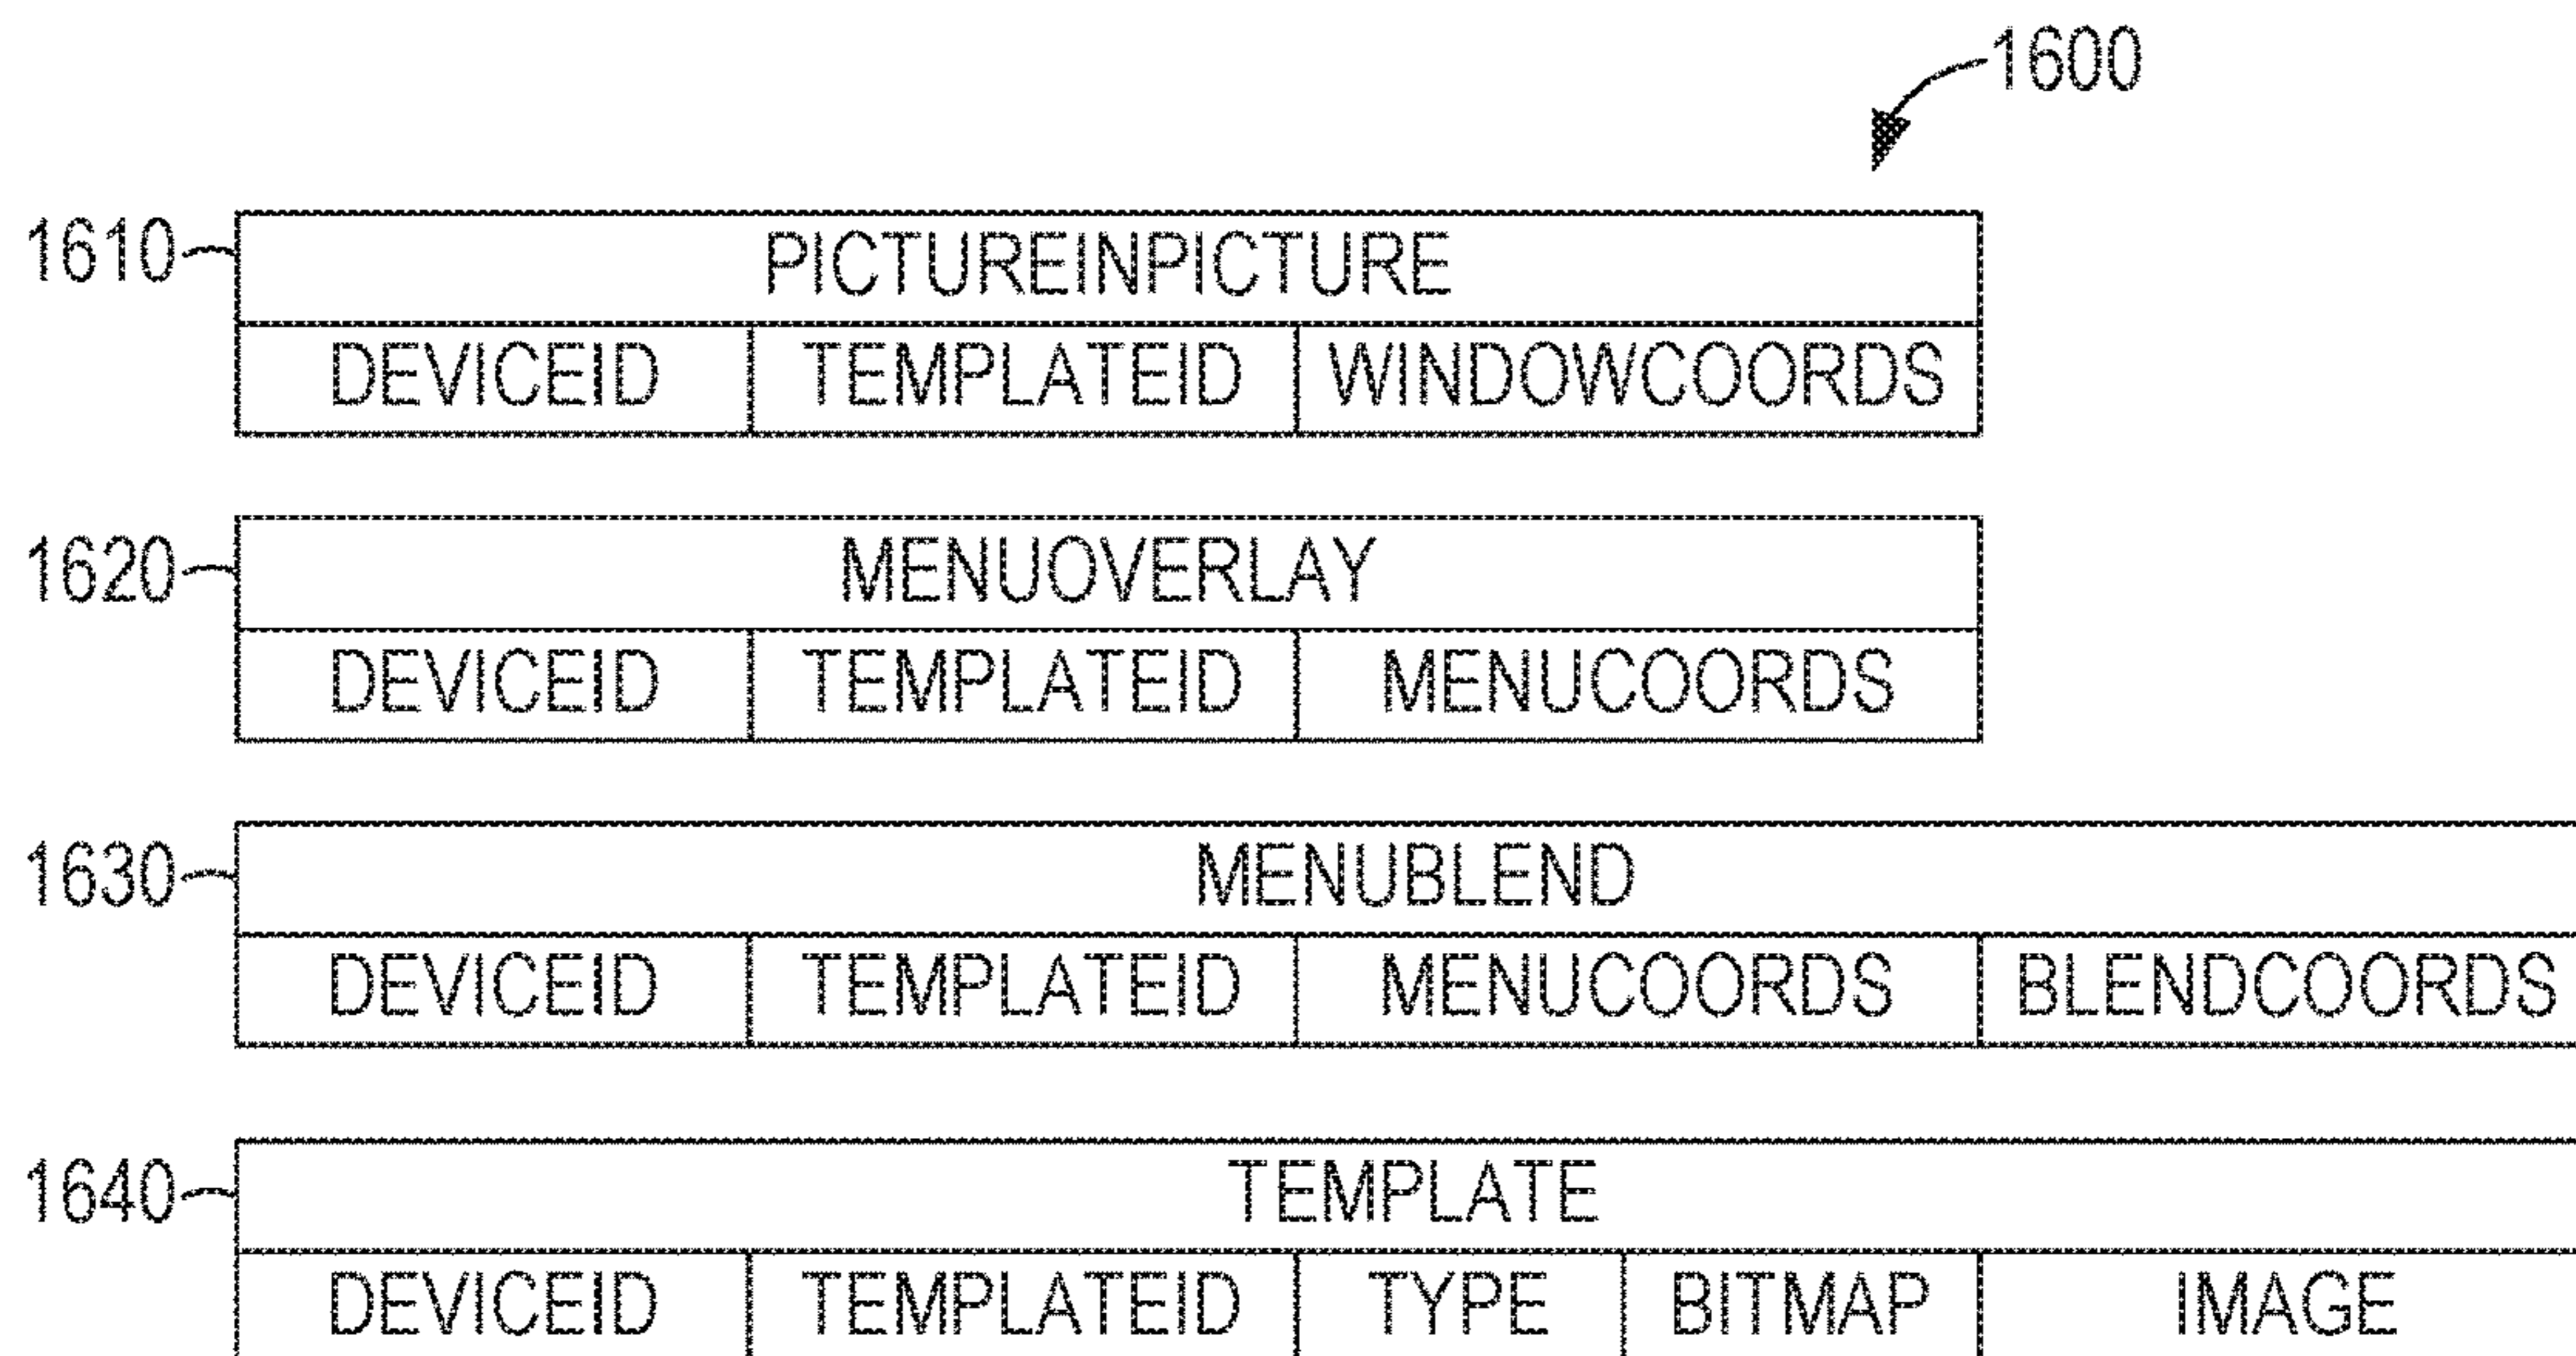 1600
1610 PICTUREINPICTURE
DEVICEID TEMPLATEID WINDOWCOORDS
1620 MENUOVERLAY
DEVICEID TEMPLATEID MENUCOORDS
1630 MENUBLEND
DEVICEID TEMPLATEID MENUCOORDS BLENDCOORDS
1640 TEMPLATE
DEVICEID TEMPLATEID TYPE BITMAP IMAGE